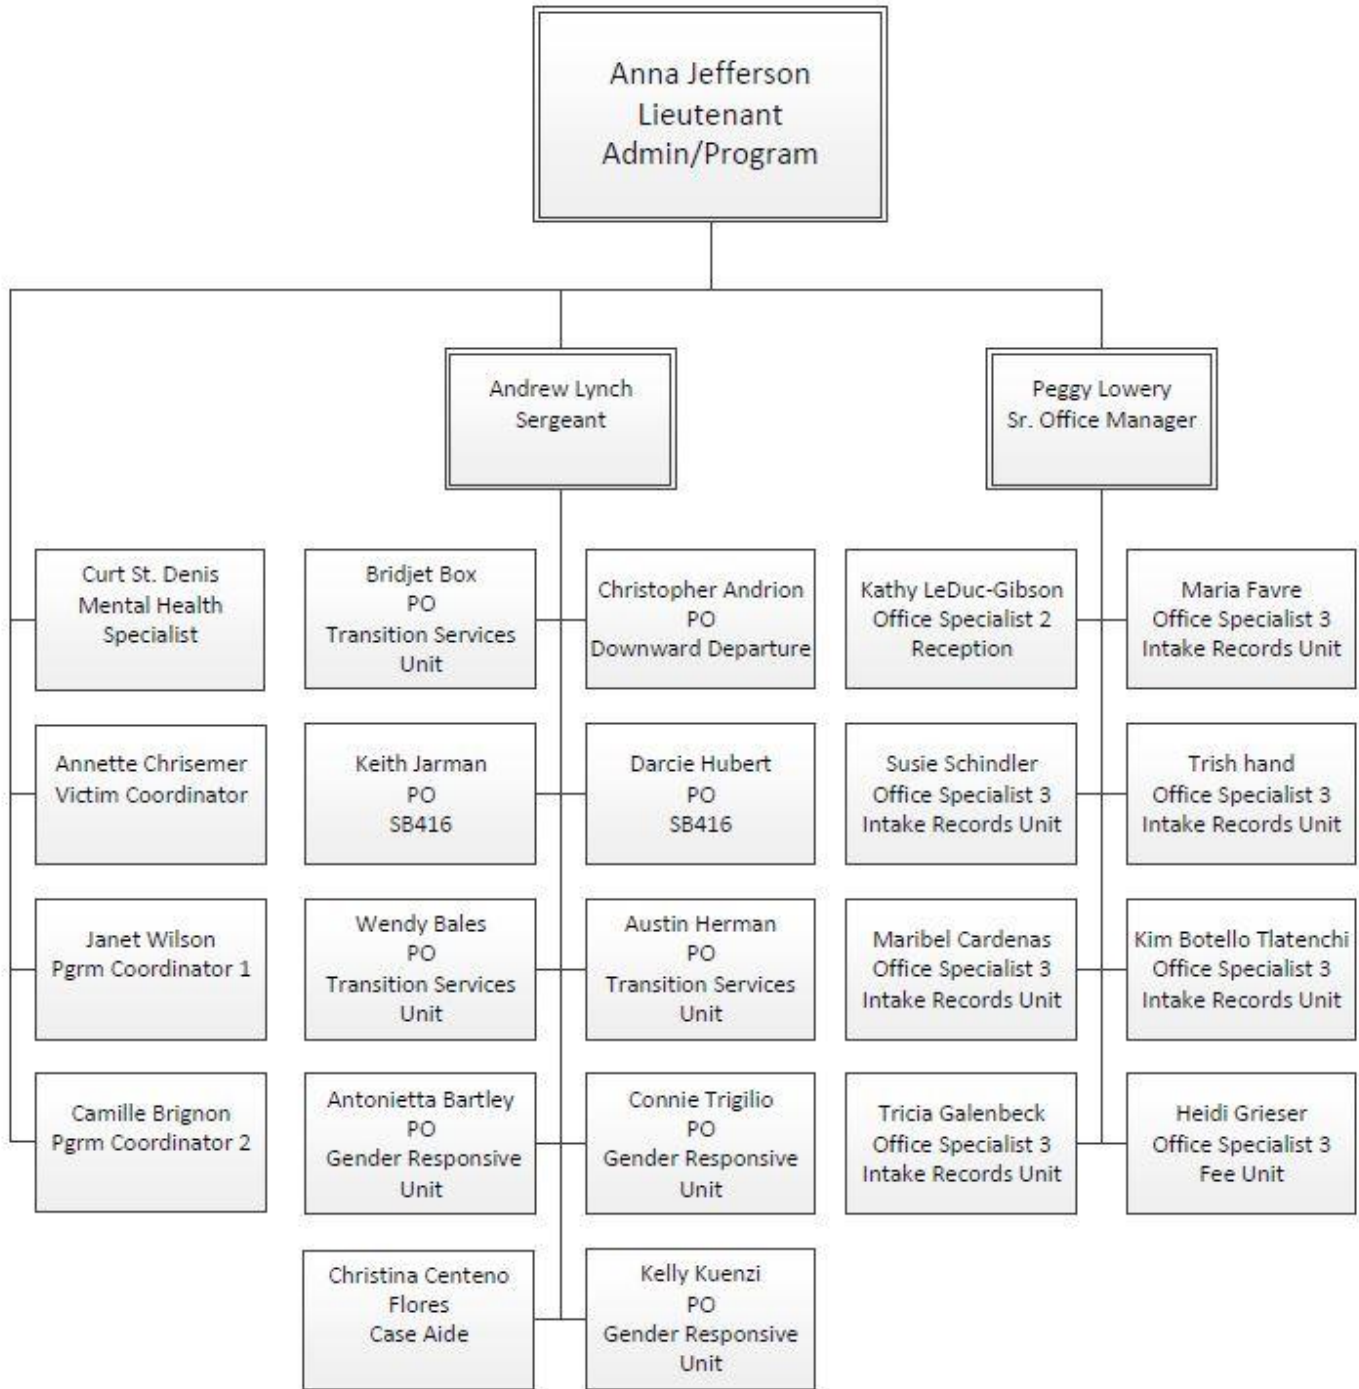 Anna Jefferson
Lieutenant
Admin/Program
Andrew Lynch
Sergeant
Peggy Lowery
Sr. Office Manager
Curt St. Denis
Mental Health
Specialist
Bridjet Box
PO
Transition Services
Unit
Christopher Andrion
PO
Downward Departure
Kathy LeDuc-Gibson
Office Specialist 2
Reception
Maria Favre
Office Specialist 3
Intake Records Unit
Annette Chrisemer
Victim Coordinator
Keith Jarman
PO
SB416
Darcie Hubert
PO
SB416
Susie Schindler
Office Specialist 3
Intake Records Unit
Trish hand
Office Specialist 3
Intake Records Unit
Janet Wilson
Pgrm Coordinator 1
Wendy Bales
PO
Transition Services
Unit
Austin Herman
PO
Transition Services
Unit
Maribel Cardenas
Office Specialist 3
Intake Records Unit
Kim Botello Tlatenchi
Office Specialist 3
Intake Records Unit
Camille Brignon
Pgrm Coordinator 2
Antonietta Bartley
PO
Gender Responsive
Unit
Connie Trigilio
PO
Gender Responsive
Unit
Tricia Galenbeck
Office Specialist 3
Intake Records Unit
Heidi Grieser
Office Specialist 3
Fee Unit
Christina Centeno
Flores
Case Aide
Kelly Kuenzi
PO
Gender Responsive
Unit